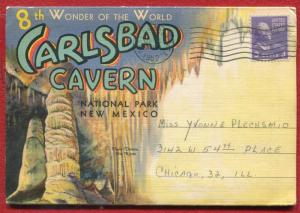 8th WONDER OF THE WORLD
CARLSBAD
CAVERN
NATIONAL PARK
NEW MEXICO
MISS YVONNE PLECHSMID
3142 W 54TH PLACE
CHICAGO, 32, ILL.